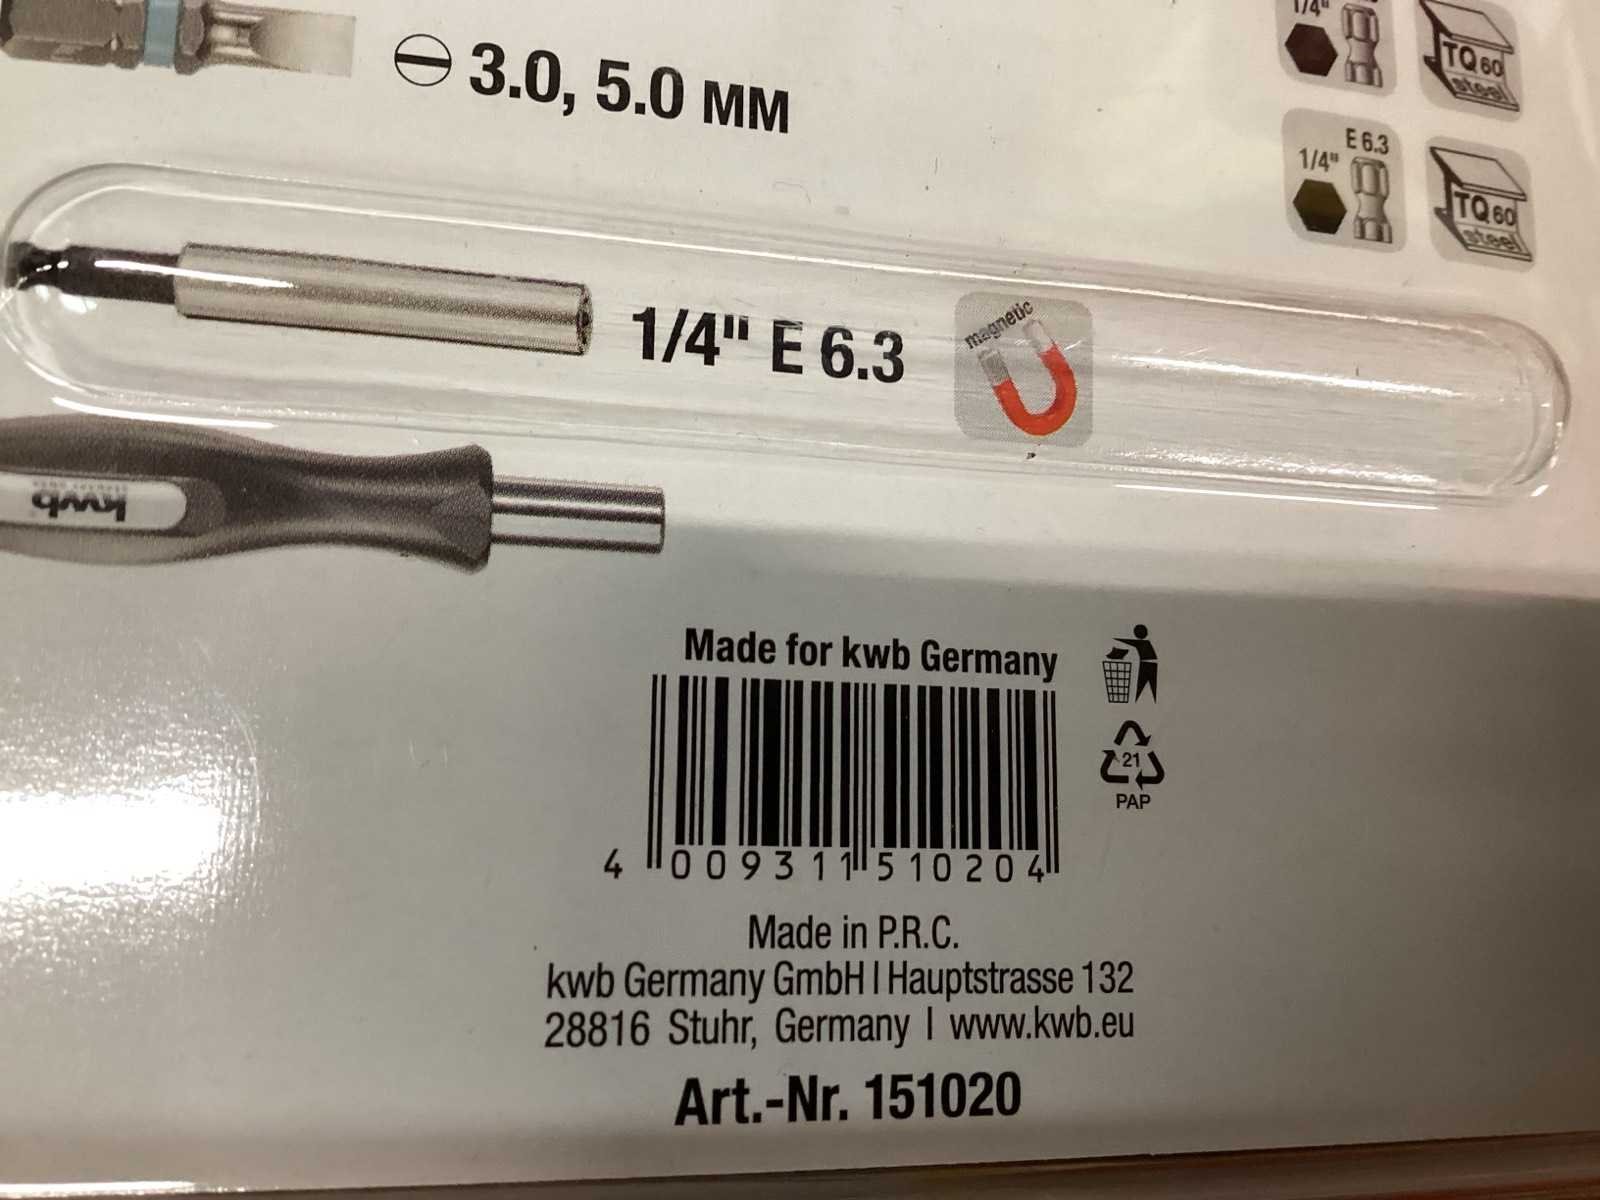 1/4"
TQ 60
steel
3.0, 5.0 MM
E 6.3
1/4"
TQ 60
steel
1/4" E 6.3
magnetic
kwb
Made for kwb Germany
21
PAP
4 009311 510204
Made in P.R.C.
kwb Germany GmbH | Hauptstrasse 132
28816 Stuhr, Germany | www.kwb.eu
Art.-Nr. 151020